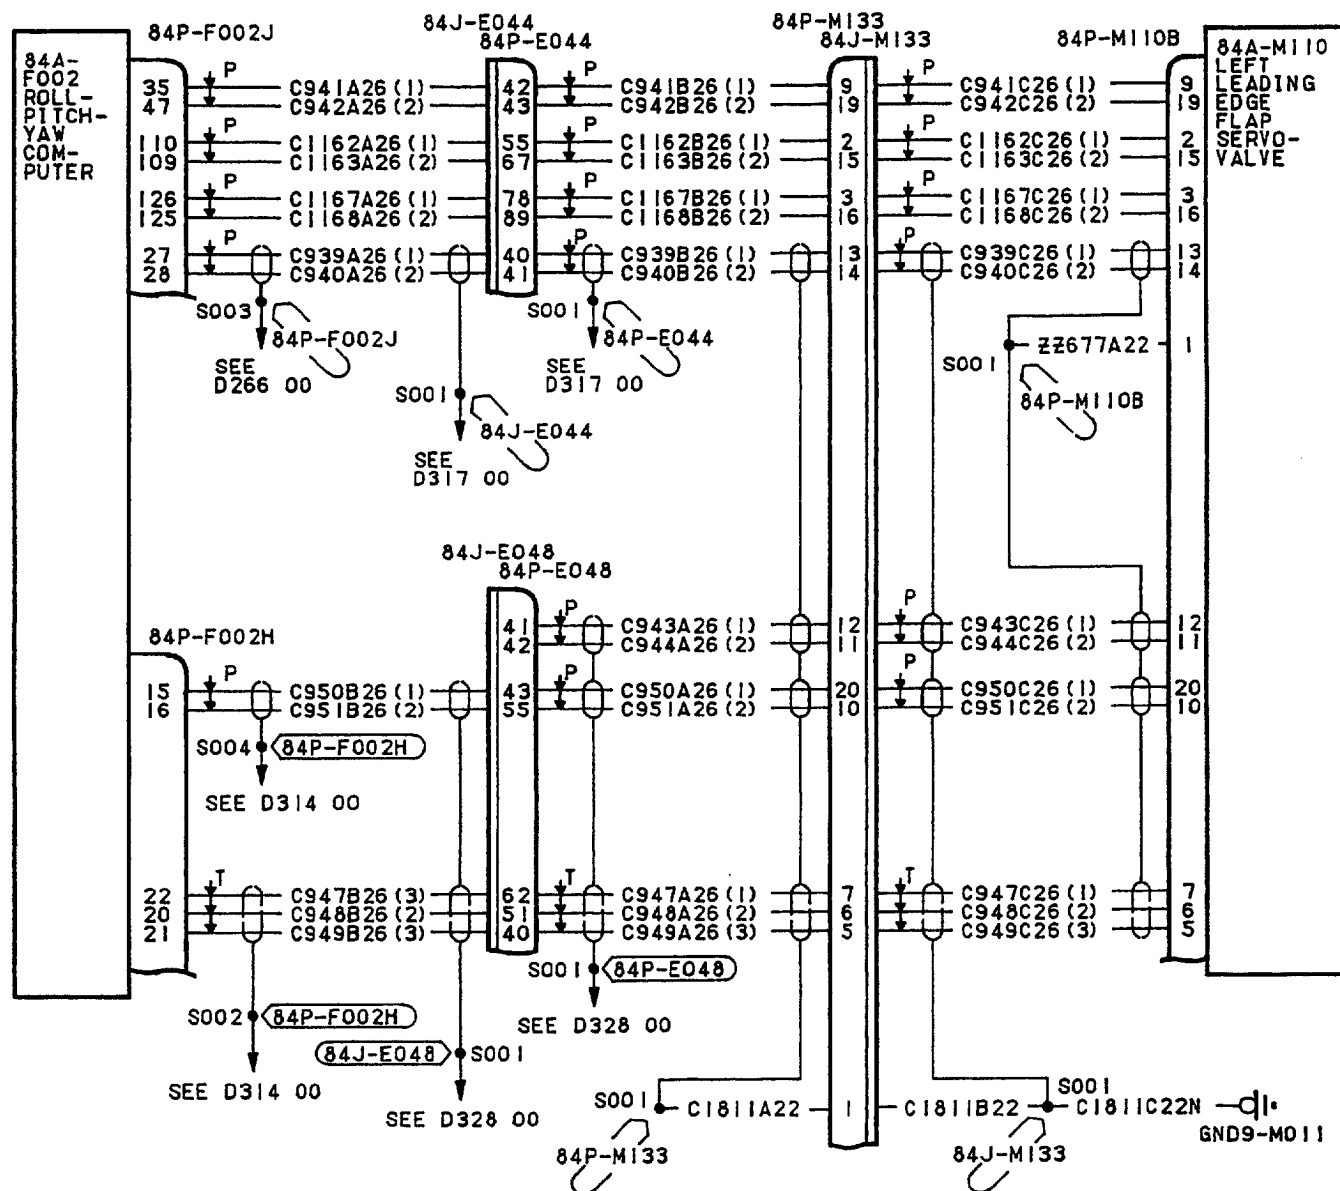 84P-F002J
84J-E044
84P-E044
84P-M133
84J-M133
84P-M110B
84A-
F002
ROLL-
PITCH-
YAW
COM-
PUTER
84A-M110
LEFT
LEADING
EDGE
FLAP
SERVO-
VALVE
35 P C941A26(1) 42 P C941B26(1) 9 P C941C26(1) 9
47 C942A26(2) 43 C942B26(2) 19 C942C26(2) 19
110 P C1162A26(1) 55 P C1162B26(1) 2 P C1162C26(1) 2
109 C1163A26(2) 67 C1163B26(2) 15 C1163C26(2) 15
126 P C1167A26(1) 78 P C1167B26(1) 3 P C1167C26(1) 3
125 C1168A26(2) 89 C1168B26(2) 16 C1168C26(2) 16
27 P C939A26(1) 40 P C939B26(1) 13 P C939C26(1) 13
28 C940A26(2) 41 C940B26(2) 14 C940C26(2) 14
S003
84P-F002J
SEE
D266 00
S001
84P-E044
SEE
D317 00
S001 ZZ677A22 1
84P-M110B
S001
84J-E044
SEE
D317 00
84J-E048
84P-E048
41 P C943A26(1) 12 P C943C26(1) 12
42 C944A26(2) 11 C944C26(2) 11
84P-F002H
15 P C950B26(1) 43 P C950A26(1) 20 P C950C26(1) 20
16 C951B26(2) 55 C951A26(2) 10 C951C26(2) 10
S004 84P-F002H
SEE D314 00
22 T C947B26(3) 62 T C947A26(1) 7 T C947C26(1) 7
20 C948B26(2) 51 C948A26(2) 6 C948C26(2) 6
21 C949B26(3) 40 C949A26(3) 5 C949C26(3) 5
S001 84P-E048
SEE D328 00
S002 84P-F002H
SEE D314 00
84J-E048 S001
SEE D328 00
S001 C1811A22 1 C1811B22 S001 C1811C22N
GND9-M011
84P-M133
84J-M133